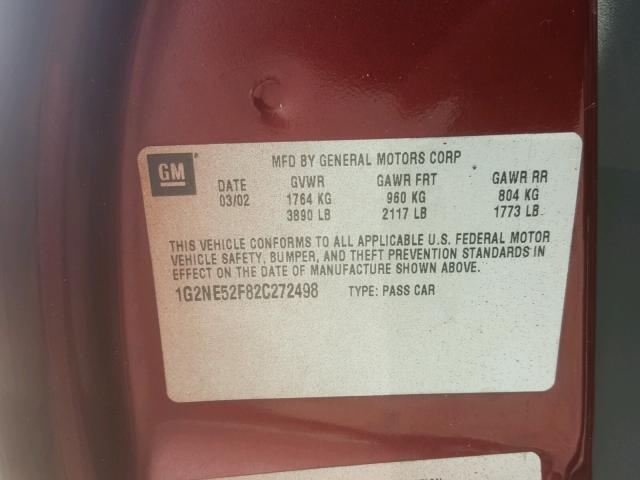 GM
MFD BY GENERAL MOTORS CORP
DATE GVWR GAWR FRT GAWR RR
03/02 1764 KG 960 KG 804 KG
3890 LB 2117 LB 1773 LB
THIS VEHICLE CONFORMS TO ALL APPLICABLE U.S. FEDERAL MOTOR
VEHICLE SAFETY, BUMPER, AND THEFT PREVENTION STANDARDS IN
EFFECT ON THE DATE OF MANUFACTURE SHOWN ABOVE.
1G2NE52F82C272498 TYPE: PASS CAR